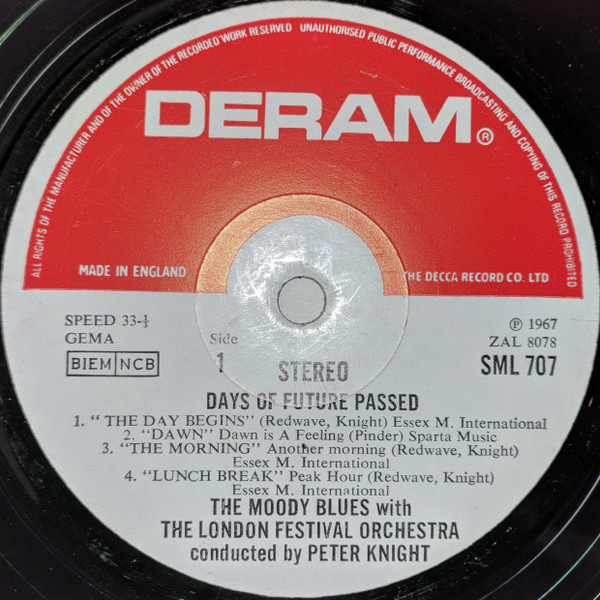 ALL RIGHTS OF THE MANUFACTURER AND OF THE OWNER OF THE RECORDED WORK RESERVED UNAUTHORISED PUBLIC PERFORMANCE BROADCASTING AND COPYING OF THIS RECORD PROHIBITED
DERAM®
MADE IN ENGLAND
THE DECCA RECORD CO. LTD
SPEED 33-⅓
GEMA
BIEM NCB
Side
1
STEREO
℗ 1967
ZAL 8078
SML 707
DAYS OF FUTURE PASSED
1. “ THE DAY BEGINS” (Redwave, Knight) Essex M. International
2. “DAWN” Dawn is A Feeling (Pinder) Sparta Music
3. “THE MORNING” Another morning (Redwave, Knight)
Essex M. International
4. “LUNCH BREAK” Peak Hour (Redwave, Knight)
Essex M. International
THE MOODY BLUES with
THE LONDON FESTIVAL ORCHESTRA
conducted by PETER KNIGHT